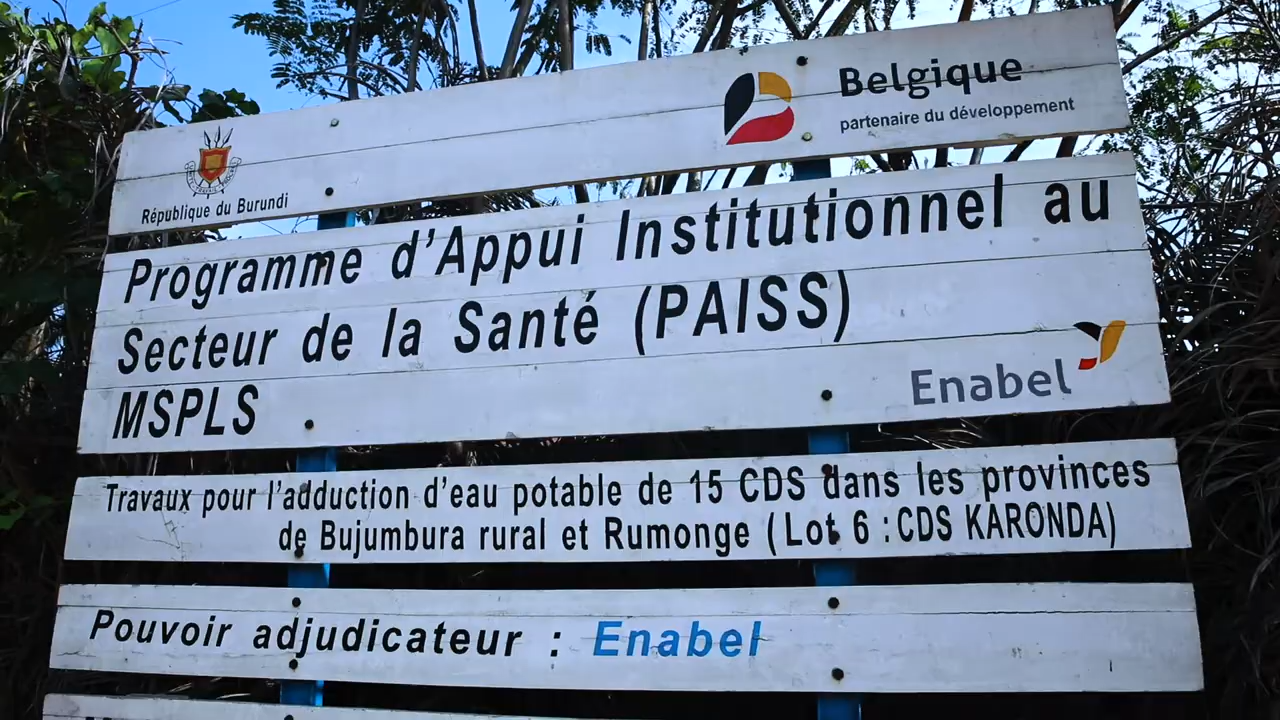 Belgique
partenaire du développement
République du Burundi
Programme d'Appui Institutionnel au
Secteur de la Santé (PAISS)
MSPLS
Enabel
Travaux pour l'adduction d'eau potable de 15 CDS dans les provinces
de Bujumbura rural et Rumonge (Lot 6 : CDS KARONDA)
Pouvoir adjudicateur : Enabel